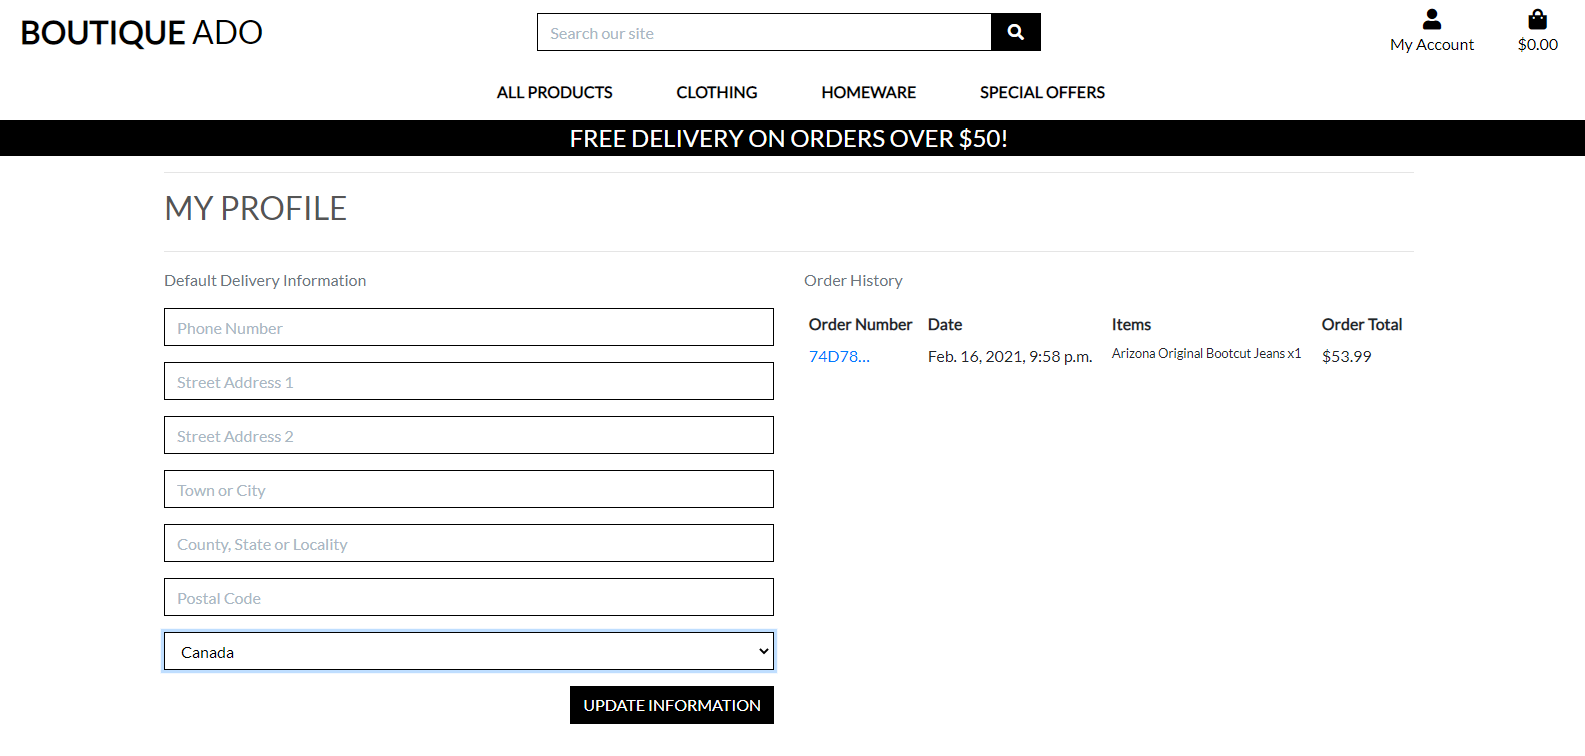 BOUTIQUE ADO
Search our site
My Account
$0.00
ALL PRODUCTS CLOTHING HOMEWARE SPECIAL OFFERS
FREE DELIVERY ON ORDERS OVER $50!
MY PROFILE
Default Delivery Information
Phone Number
Street Address 1
Street Address 2
Town or City
County, State or Locality
Postal Code
Canada
UPDATE INFORMATION
Order History
Order Number Date Items Order Total
74D78... Feb. 16, 2021, 9:58 p.m. Arizona Original Bootcut Jeans x1 $53.99